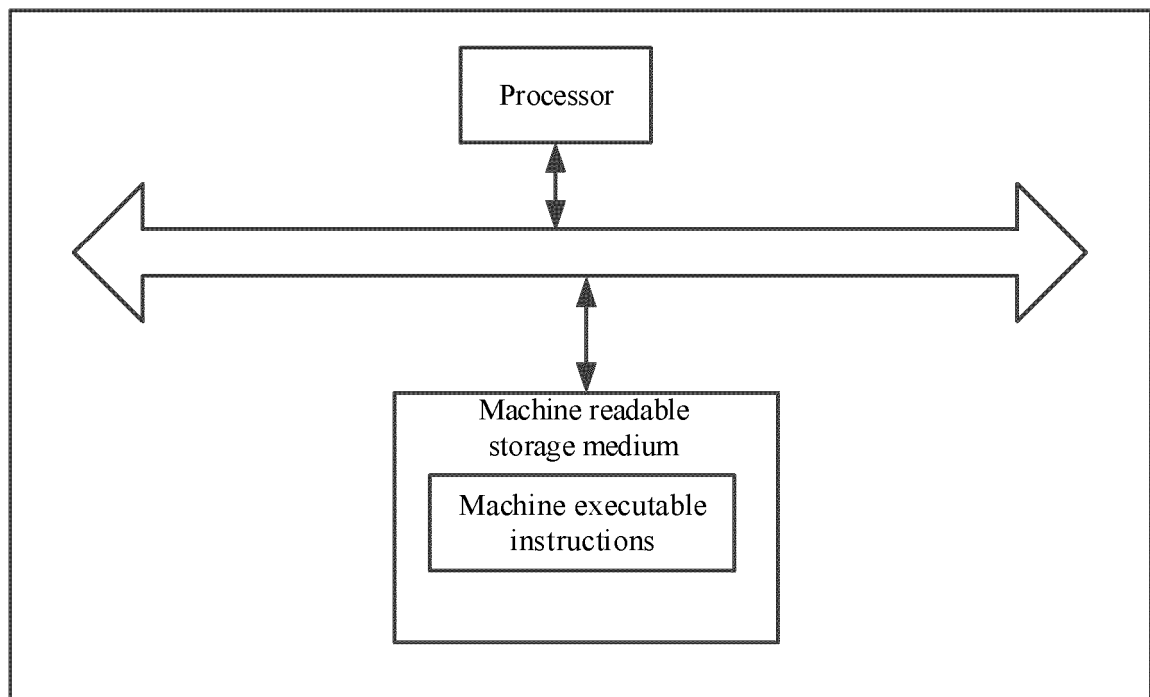 Processor
Machine readable
storage medium
Machine executable
instructions